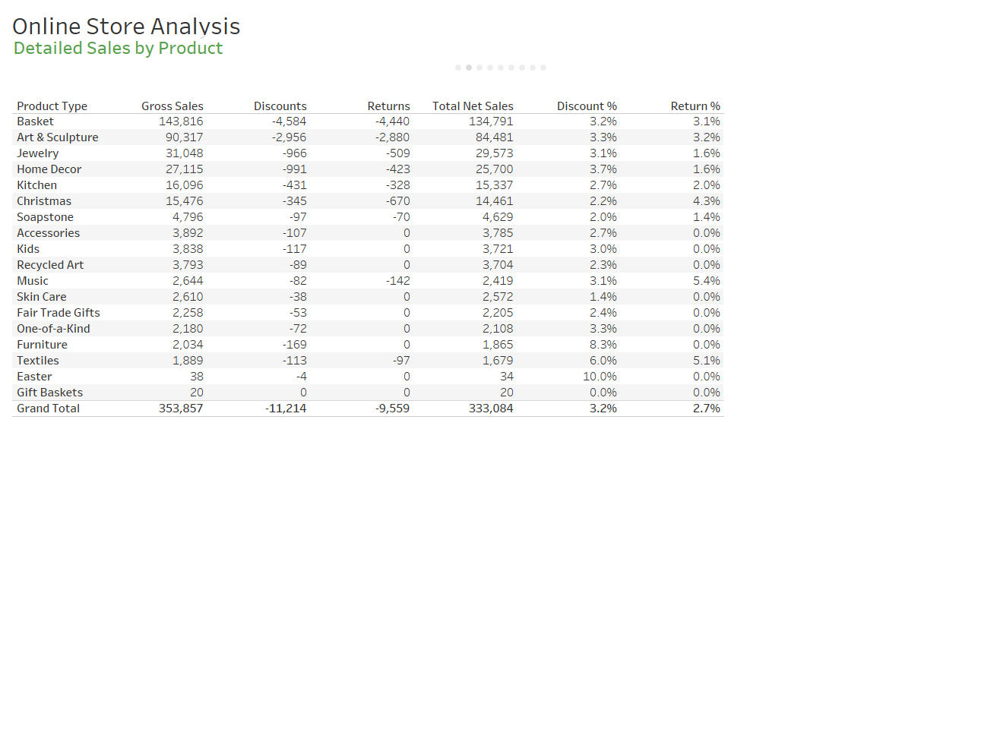 Online Store Analysis
Detailed Sales by Product
Product Type Gross Sales Discounts Returns Total Net Sales Discount % Return %
Basket 143,816 -4,584 -4,440 134,791 3.2% 3.1%
Art & Sculpture 90,317 -2,956 -2,880 84,481 3.3% 3.2%
Jewelry 31,048 -966 -509 29,573 3.1% 1.6%
Home Decor 27,115 -991 -423 25,700 3.7% 1.6%
Kitchen 16,096 -431 -328 15,337 2.7% 2.0%
Christmas 15,476 -345 -670 14,461 2.2% 4.3%
Soapstone 4,796 -97 -70 4,629 2.0% 1.4%
Accessories 3,892 -107 0 3,785 2.7% 0.0%
Kids 3,838 -117 0 3,721 3.0% 0.0%
Recycled Art 3,793 -89 0 3,704 2.3% 0.0%
Music 2,644 -82 -142 2,419 3.1% 5.4%
Skin Care 2,610 -38 0 2,572 1.4% 0.0%
Fair Trade Gifts 2,258 -53 0 2,205 2.4% 0.0%
One-of-a-Kind 2,180 -72 0 2,108 3.3% 0.0%
Furniture 2,034 -169 0 1,865 8.3% 0.0%
Textiles 1,889 -113 -97 1,679 6.0% 5.1%
Easter 38 -4 0 34 10.0% 0.0%
Gift Baskets 20 0 0 20 0.0% 0.0%
Grand Total 353,857 -11,214 -9,559 333,084 3.2% 2.7%